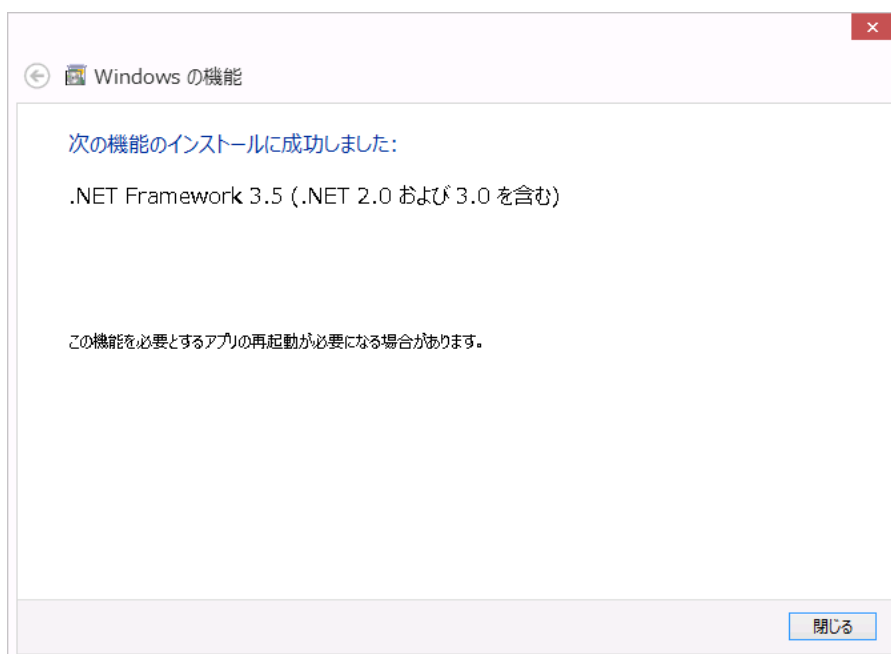 Windows の機能
次の機能のインストールに成功しました:
.NET Framework 3.5 (.NET 2.0 および 3.0 を含む)
この機能を必要とするアプリの再起動が必要になる場合があります。
閉じる